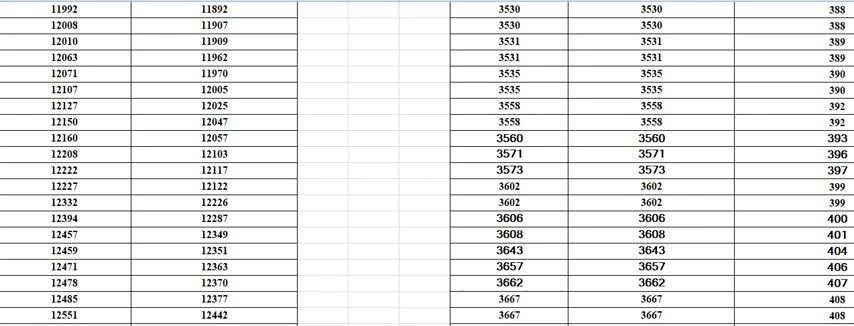 11992 11892 3530 3530 388
12008 11907 3530 3530 388
12010 11909 3531 3531 389
12063 11962 3531 3531 389
12071 11970 3535 3535 390
12107 12005 3535 3535 390
12127 12025 3558 3558 392
12150 12047 3558 3558 392
12160 12057 3560 3560 393
12208 12103 3571 3571 396
12222 12117 3573 3573 397
12227 12122 3602 3602 399
12332 12226 3602 3602 399
12394 12287 3606 3606 400
12457 12349 3608 3608 401
12459 12351 3643 3643 404
12471 12363 3657 3657 406
12478 12370 3662 3662 407
12485 12377 3667 3667 408
12551 12442 3667 3667 408